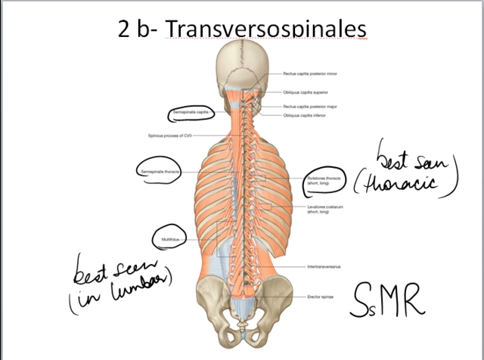 2 b- Transversospinales
Rectus capitis posterior minor
Obliquus capitis superior
Rectus capitis posterior major
Obliquus capitis inferior
Semispinalis capitis
Spinous process of CVII
Semispinalis thoracis
Rotatores thoracis
(short, long)
best seen
(thoracic)
Levatores costarum
(short, long)
Multifidus
best seen
(in lumbar)
Intertransversarius
Erector spinae
SsMR